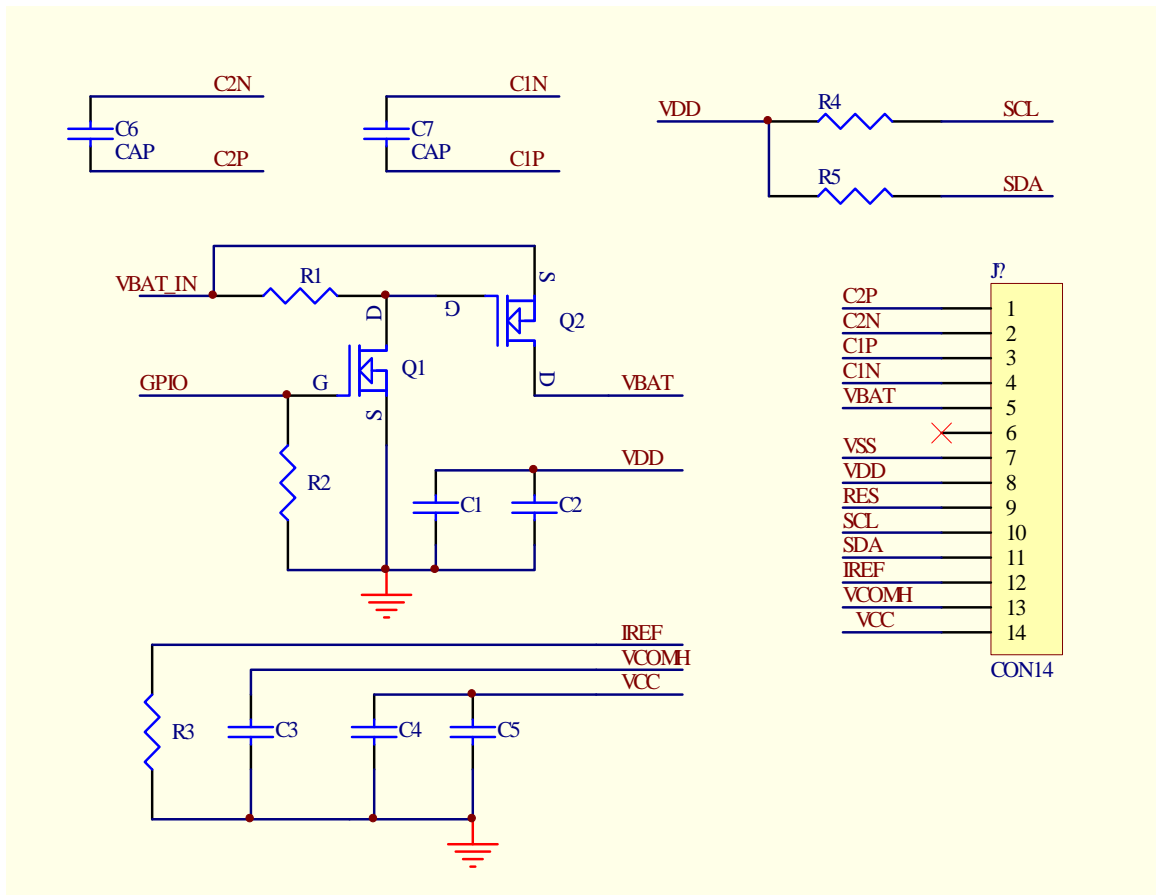 C2N
C6
CAP
C2P
C1N
C7
CAP
C1P
VDD
R4
SCL
R5
SDA
VBAT_IN
R1
D
G
S
Q2
D
VBAT
GPIO
G
Q1
S
R2
VDD
C1
C2
J?
C2P
1
C2N
2
C1P
3
C1N
4
VBAT
5
6
VSS
7
VDD
8
RES
9
SCL
10
SDA
11
IREF
12
VCOMH
13
VCC
14
CON14
IREF
VCOMH
VCC
R3
C3
C4
C5